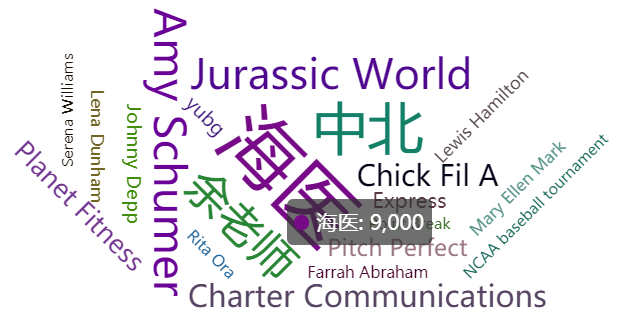 Amy Schumer
Jurassic World
Serena Williams
Lena Dunham
Johnny Depp
yubg
海医
中北
Lewis Hamilton
Planet Fitness
余老师
Chick Fil A
Express
海医: 9,000
Mary Ellen Mark
NCAA baseball tournament
Rita Ora
Pitch Perfect
Farrah Abraham
Charter Communications